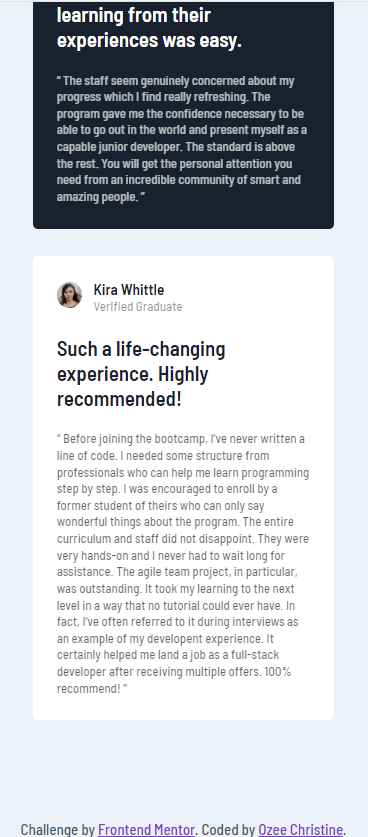 learning from their
experiences was easy.
“ The staff seem genuinely concerned about my
progress which I find really refreshing. The
program gave me the confidence necessary to be
able to go out in the world and present myself as a
capable junior developer. The standard is above
the rest. You will get the personal attention you
need from an incredible community of smart and
amazing people. ”
Kira Whittle
Verified Graduate
Such a life-changing
experience. Highly
recommended!
“ Before joining the bootcamp, I’ve never written a
line of code. I needed some structure from
professionals who can help me learn programming
step by step. I was encouraged to enroll by a
former student of theirs who can only say
wonderful things about the program. The entire
curriculum and staff did not disappoint. They were
very hands-on and I never had to wait long for
assistance. The agile team project, in particular,
was outstanding. It took my learning to the next
level in a way that no tutorial could ever have. In
fact, I’ve often referred to it during interviews as
an example of my developent experience. It
certainly helped me land a job as a full-stack
developer after receiving multiple offers. 100%
recommend! ”
Challenge by Frontend Mentor. Coded by Ozee Christine.